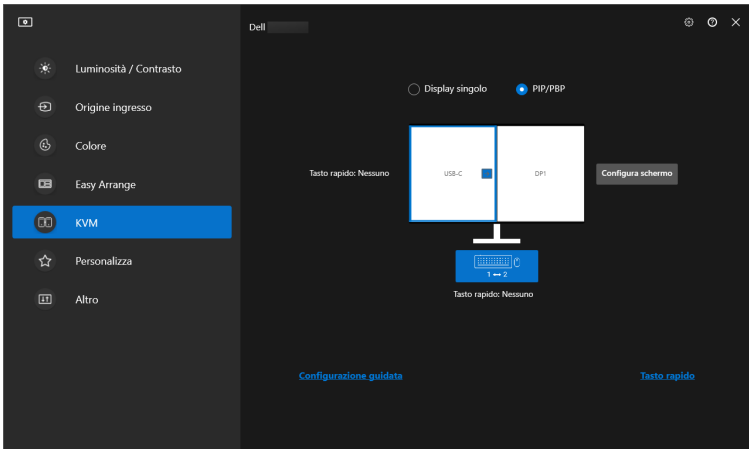 Dell
Luminosità / Contrasto
Origine ingresso
Colore
Easy Arrange
KVM
Personalizza
Altro
Display singolo
PIP/PBP
Tasto rapido: Nessuno
USB-C
DP1
Configura schermo
1 ↔ 2
Tasto rapido: Nessuno
Configurazione guidata
Tasto rapido